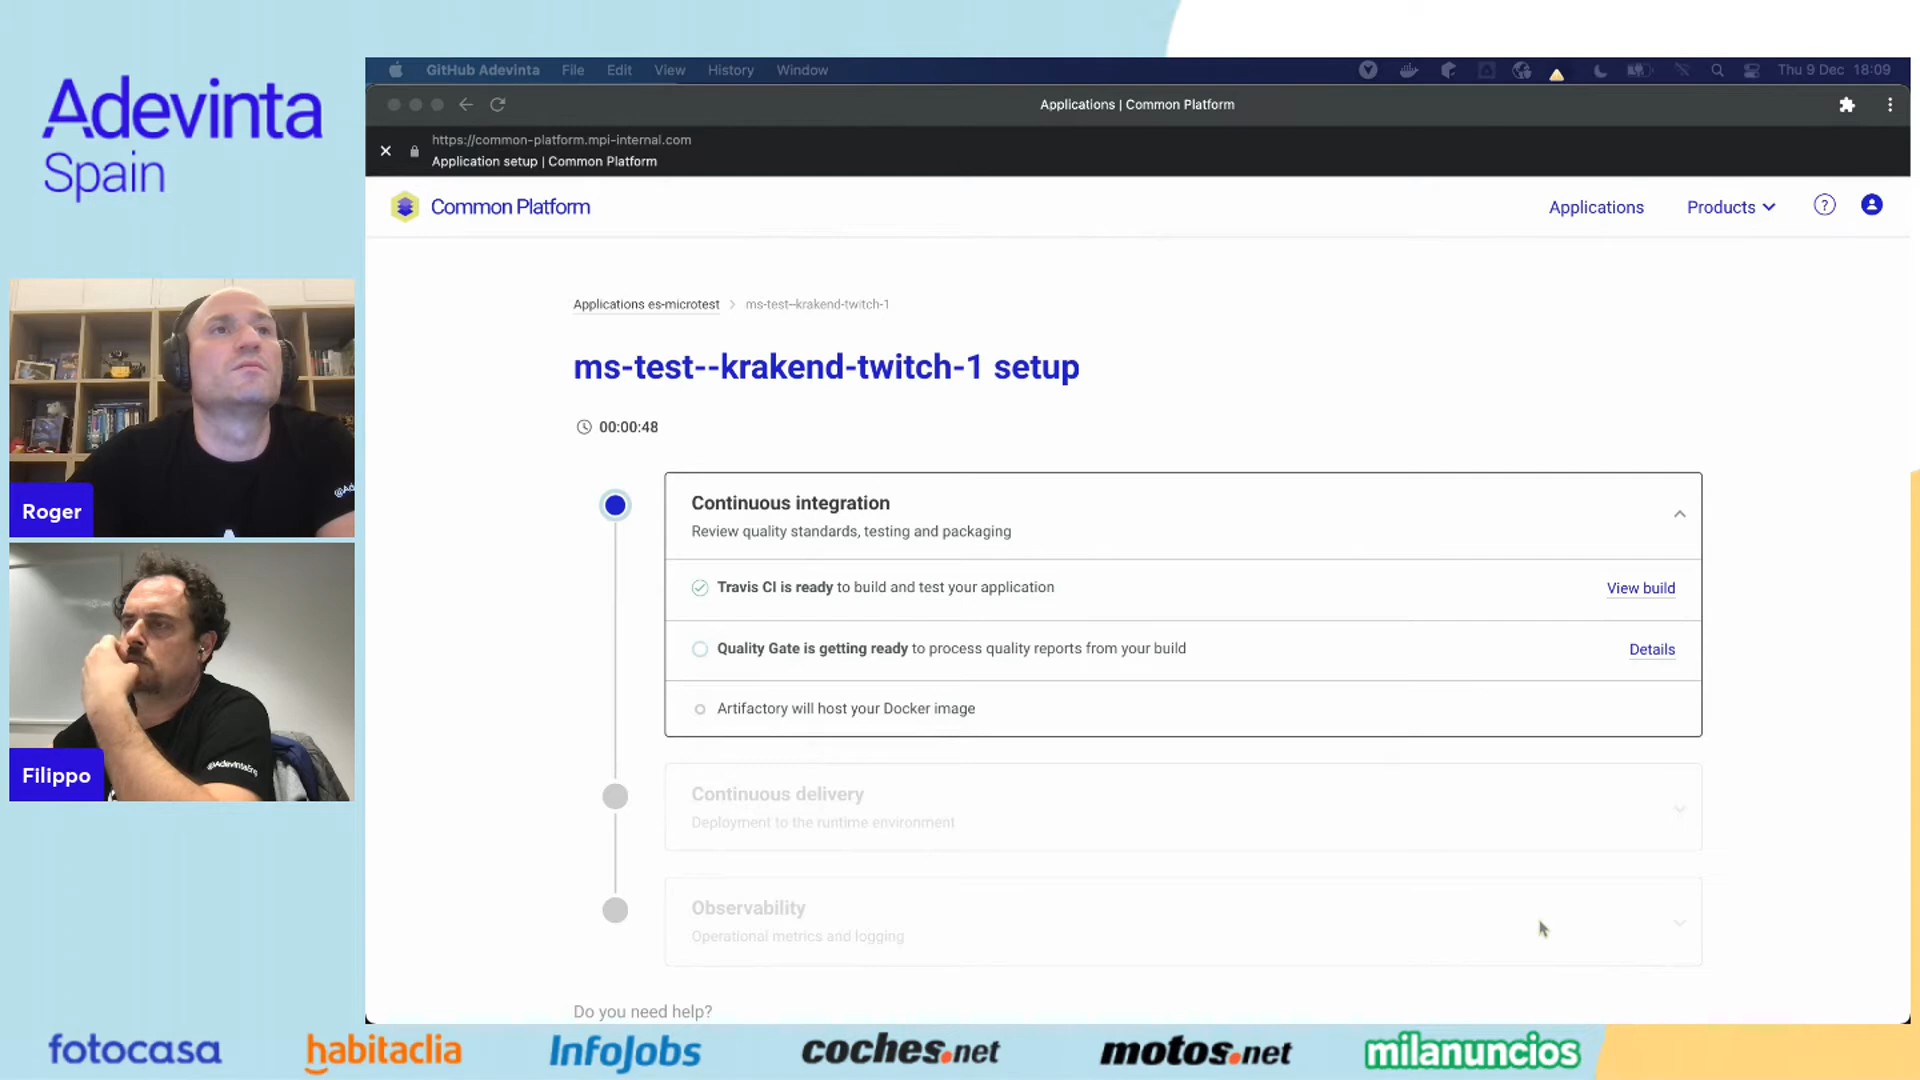 Adevinta
Spain
GitHub Adevinta File Edit View History Window
Thu 9 Dec 18:09
Applications | Common Platform
https://common-platform.mpi-internal.com
Application setup | Common Platform
Common Platform
Applications
Products
?
Applications es-microtest > ms-test--krakend-twitch-1
ms-test--krakend-twitch-1 setup
00:00:48
Continuous integration
Review quality standards, testing and packaging
Travis CI is ready to build and test your application
View build
Quality Gate is getting ready to process quality reports from your build
Details
Artifactory will host your Docker image
Continuous delivery
Deployment to the runtime environment
Observability
Operational metrics and logging
Do you need help?
Roger
@AdevintaEng
Filippo
fotocasa
habitaclia
InfoJobs
coches.net
motos.net
milanuncios